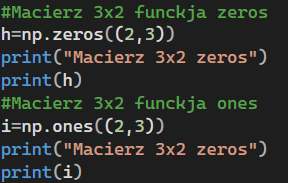 #Macierz 3x2 funckja zeros
h=np.zeros((2,3))
print("Macierz 3x2 zeros")
print(h)
#Macierz 3x2 funckja ones
i=np.ones((2,3))
print("Macierz 3x2 zeros")
print(i)